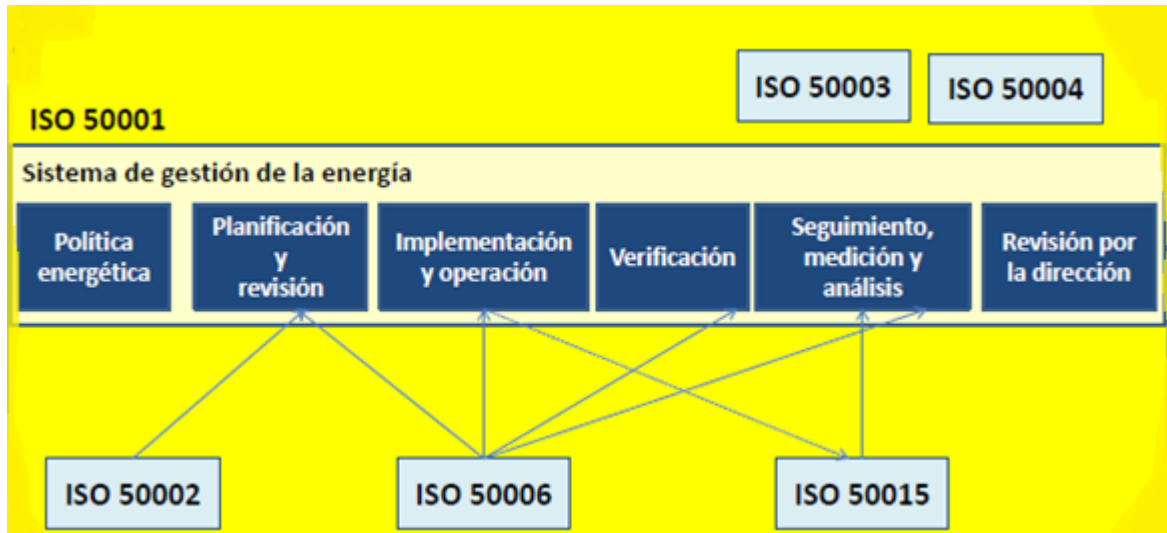 ISO 50003
ISO 50004
ISO 50001
Sistema de gestión de la energía
Política
energética
Planificación
y
revisión
Implementación
y operación
Verificación
Seguimiento,
medición y
análisis
Revisión por
la dirección
ISO 50002
ISO 50006
ISO 50015